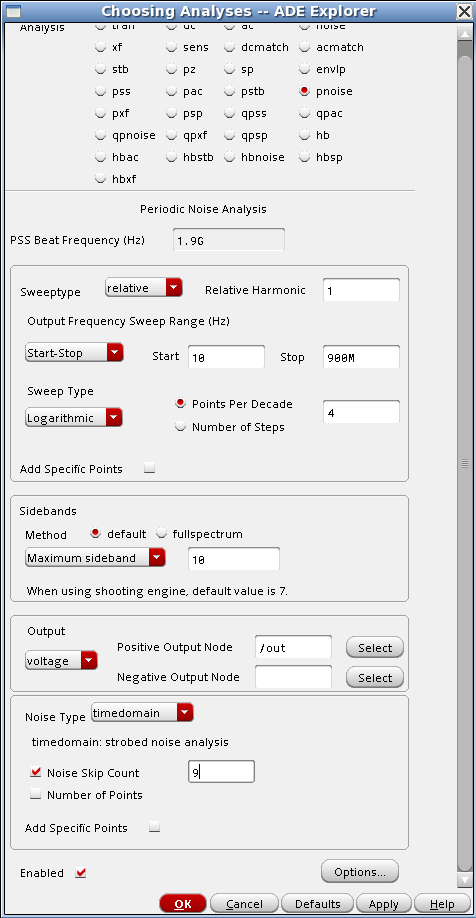 Choosing Analyses -- ADE Explorer
Analysis tran dc ac noise
xf sens dcmatch acmatch
stb pz sp envlp
pss pac pstb pnoise
pxf psp qpss qpac
qpnoise qpxf qpsp hb
hbac hbstb hbnoise hbsp
hbxf
Periodic Noise Analysis
PSS Beat Frequency (Hz) 1.9G
Sweeptype relative Relative Harmonic 1
Output Frequency Sweep Range (Hz)
Start-Stop Start 10 Stop 900M
Sweep Type
Logarithmic Points Per Decade 4
Number of Steps
Add Specific Points
Sidebands
Method default fullspectrum
Maximum sideband 10
When using shooting engine, default value is 7.
Output
voltage Positive Output Node /out Select
Negative Output Node Select
Noise Type timedomain
timedomain: strobed noise analysis
Noise Skip Count 9
Number of Points
Add Specific Points
Enabled Options...
OK Cancel Defaults Apply Help